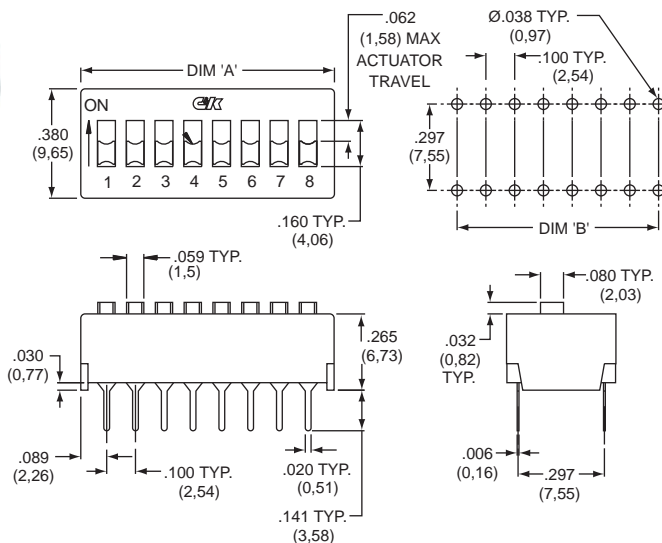 .062
(1,58) MAX
ACTUATOR
TRAVEL
Ø.038 TYP.
(0,97)
.100 TYP.
(2,54)
DIM 'A'
ON
C&K
.380
(9,65)
1 2 3 4 5 6 7 8
.160 TYP.
(4,06)
.297
(7,55)
DIM 'B'
.059 TYP.
(1,5)
.265
(6,73)
.030
(0,77)
.089
(2,26)
.100 TYP.
(2,54)
.020 TYP.
(0,51)
.141 TYP.
(3,58)
.080 TYP.
(2,03)
.032
(0,82)
TYP.
.006
(0,16)
.297
(7,55)